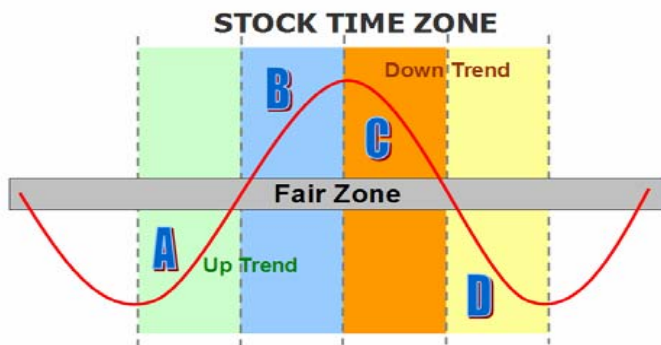 STOCK TIME ZONE
B
Down Trend
C
Fair Zone
A
Up Trend
D